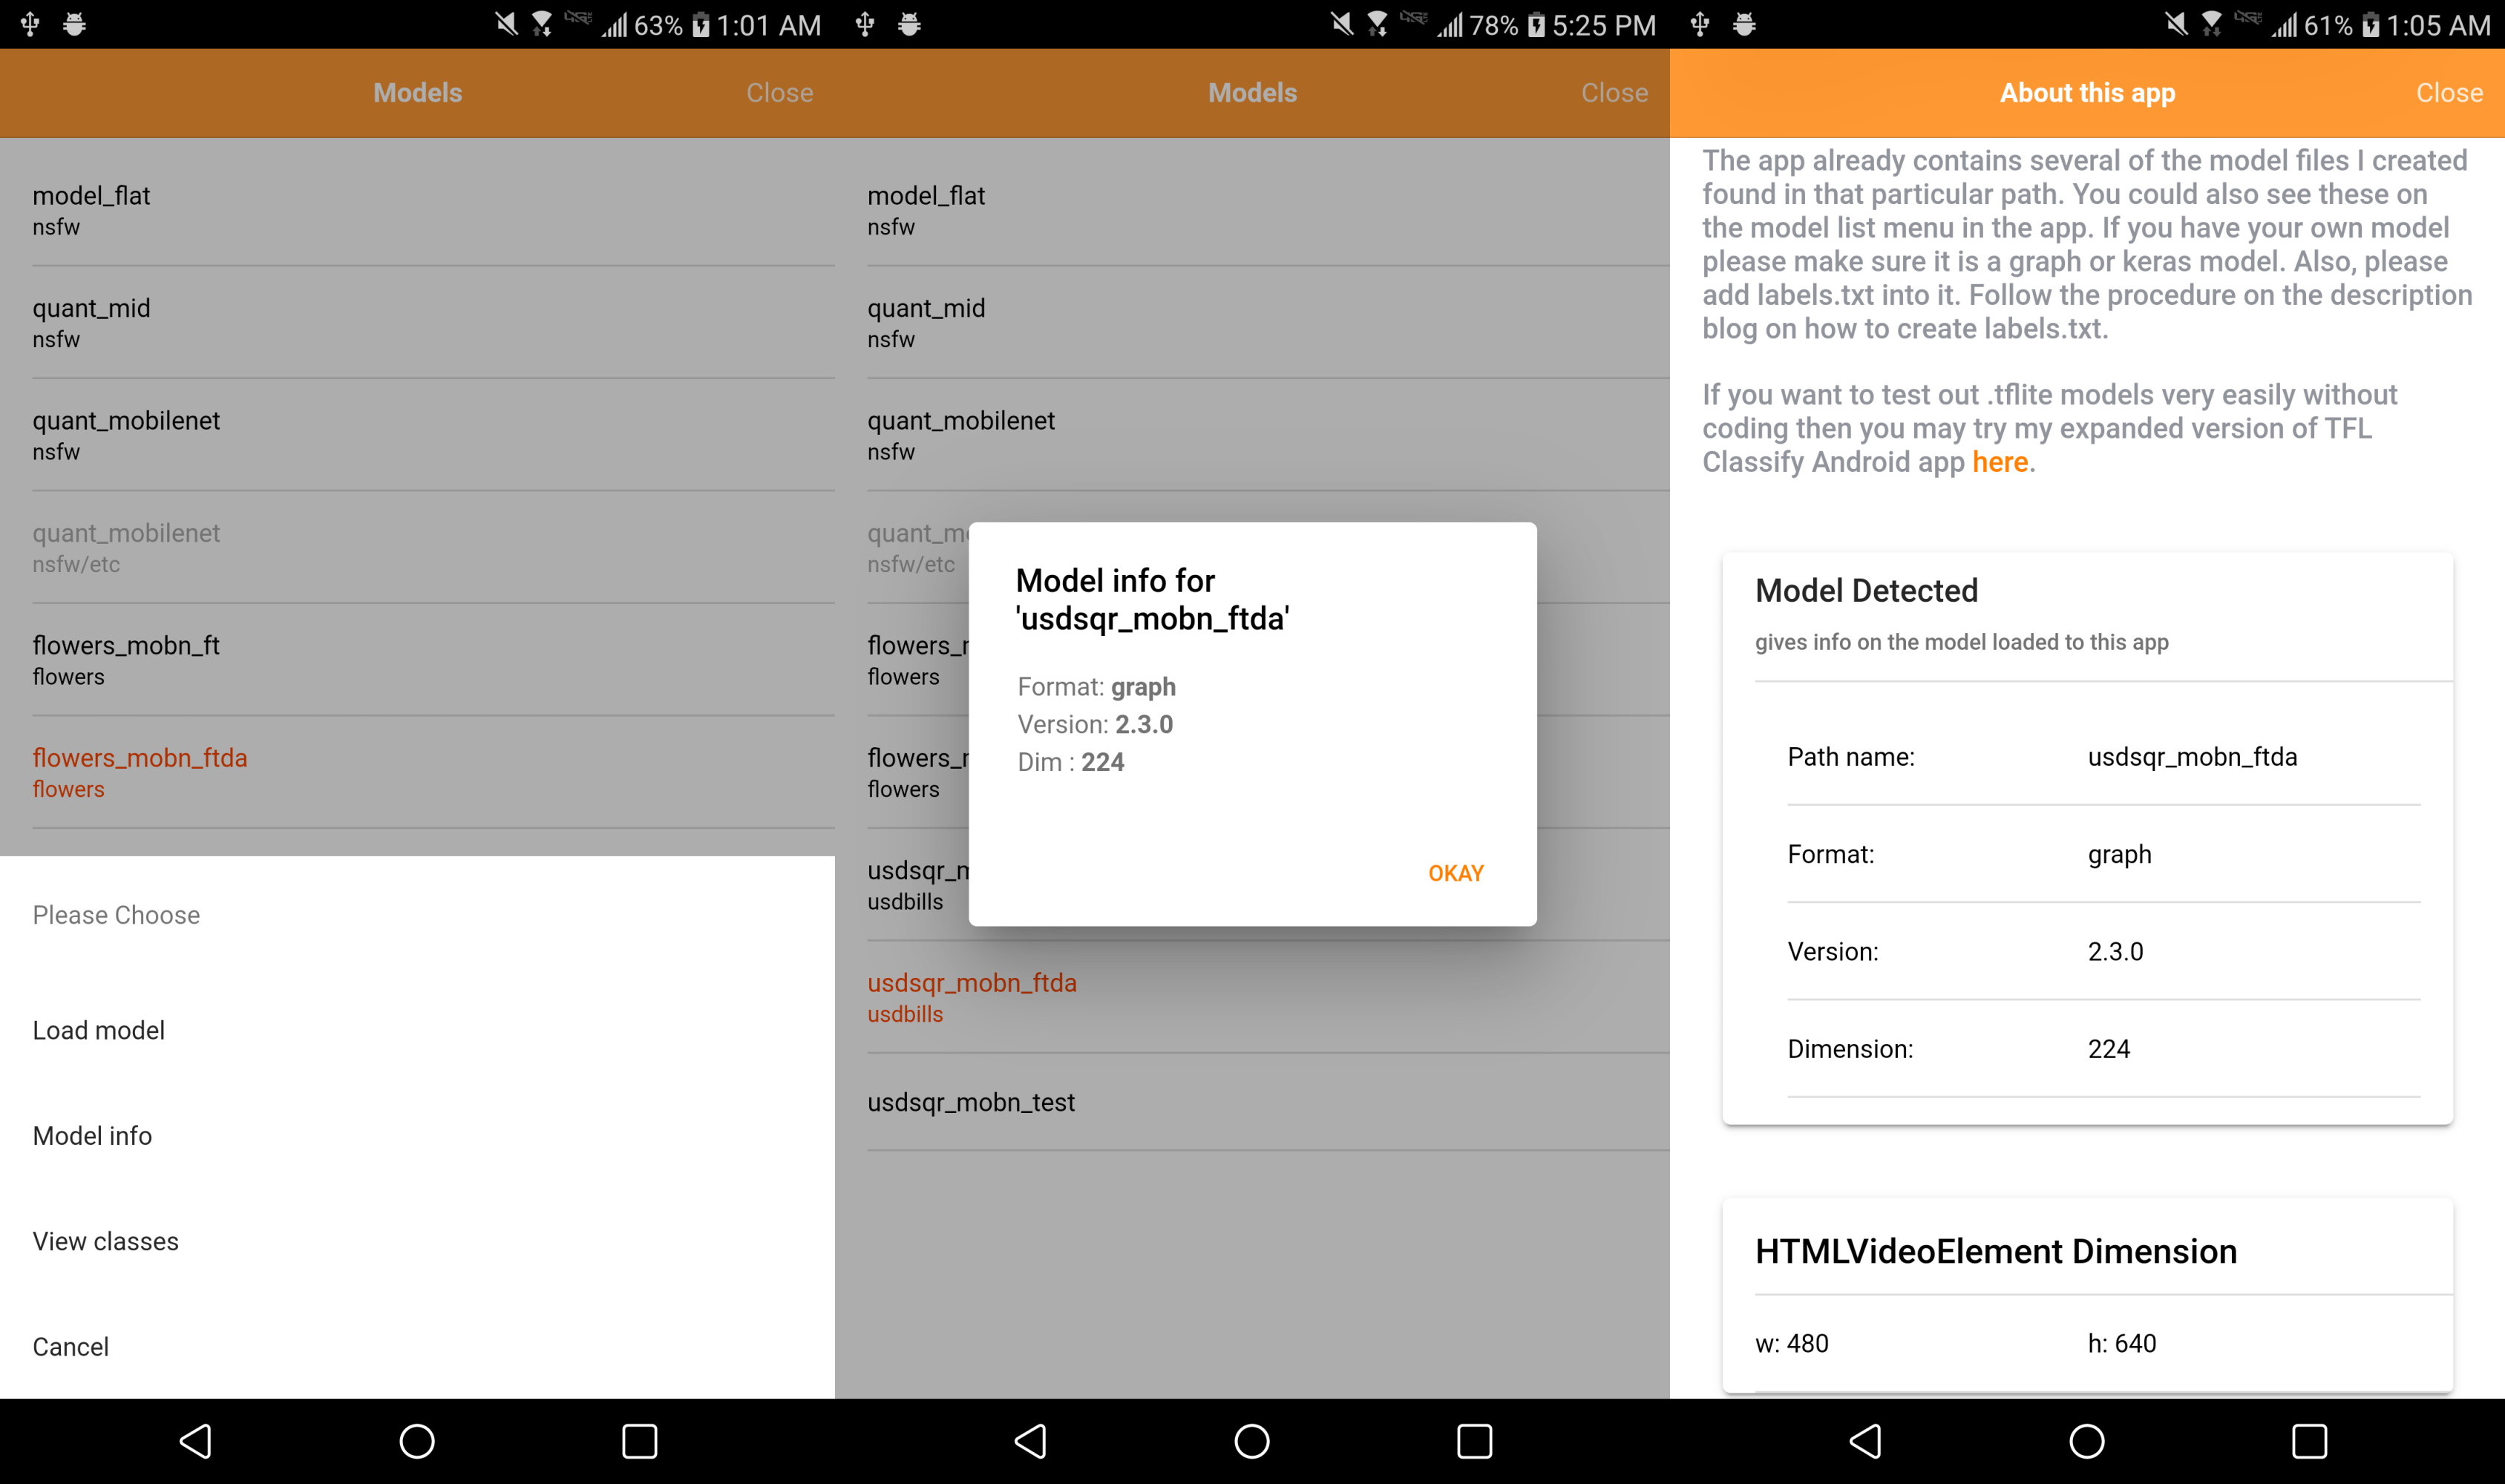 63% 1:01 AM
Models
Close
model_flat
nsfw
quant_mid
nsfw
quant_mobilenet
nsfw
quant_mobilenet
nsfw/etc
flowers_mobn_ft
flowers
flowers_mobn_ftda
flowers
Please Choose
Load model
Model info
View classes
Cancel
78% 5:25 PM
Models
Close
model_flat
nsfw
quant_mid
nsfw
quant_mobilenet
nsfw
quant_m
nsfw/etc
flowers_r
flowers
flowers_r
flowers
usdsqr_m
usdbills
usdsqr_mobn_ftda
usdbills
usdsqr_mobn_test
Model info for
'usdsqr_mobn_ftda'
Format: graph
Version: 2.3.0
Dim : 224
OKAY
61% 1:05 AM
About this app
Close
The app already contains several of the model files I created
found in that particular path. You could also see these on
the model list menu in the app. If you have your own model
please make sure it is a graph or keras model. Also, please
add labels.txt into it. Follow the procedure on the description
blog on how to create labels.txt.
If you want to test out .tflite models very easily without
coding then you may try my expanded version of TFL
Classify Android app here.
Model Detected
gives info on the model loaded to this app
Path name: usdsqr_mobn_ftda
Format: graph
Version: 2.3.0
Dimension: 224
HTMLVideoElement Dimension
w: 480 h: 640